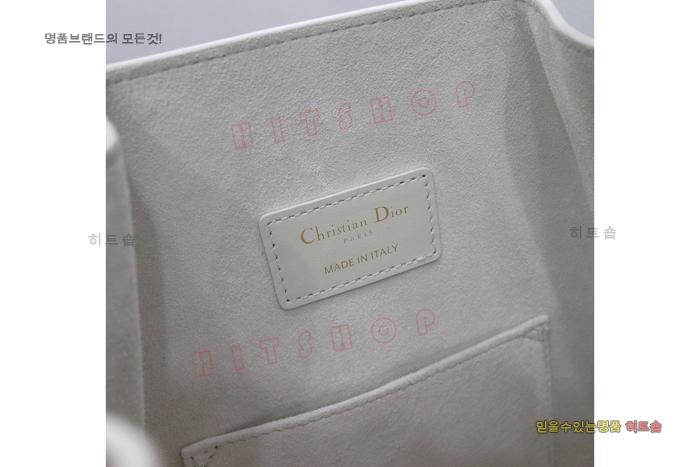 명품브랜드의 모든것!
HITSHOP
Christian Dior
PARIS
MADE IN ITALY
히트숍
히트숍
HITSHOP
믿을수있는명품 히트숍